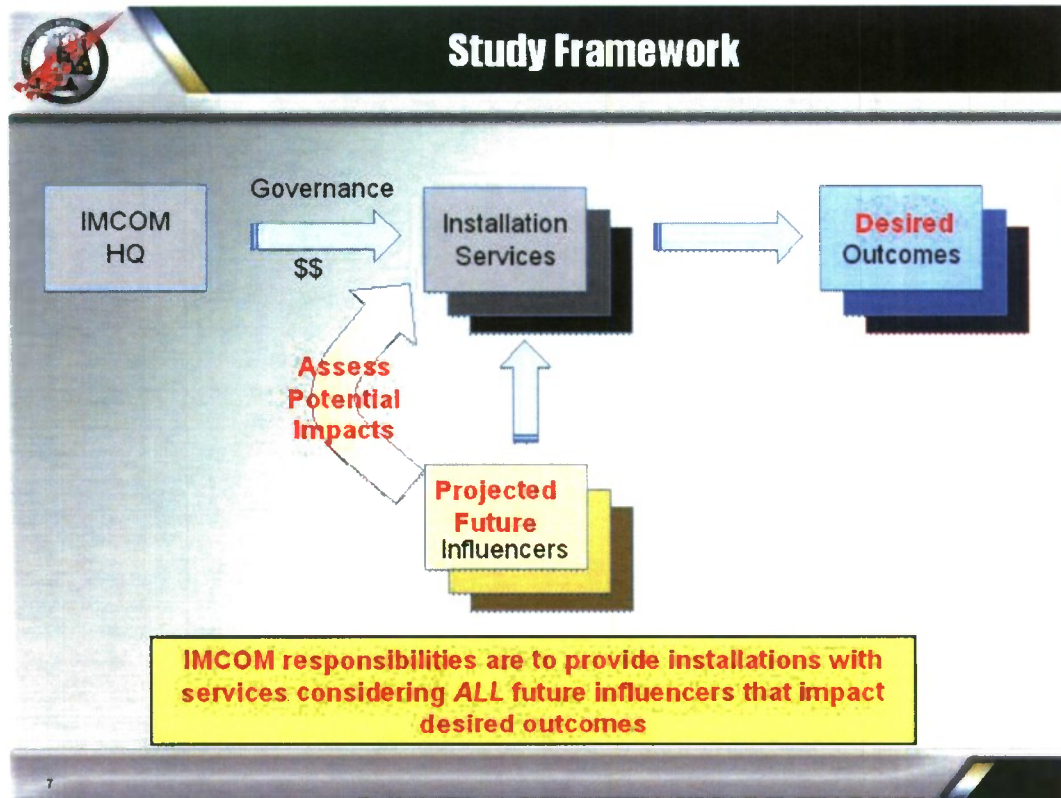 Study Framework
IMCOM
HQ
Governance
$$
Installation
Services
Desired
Outcomes
Assess
Potential
Impacts
Projected
Future
Influencers
IMCOM responsibilities are to provide installations with
services considering ALL future influencers that impact
desired outcomes
7